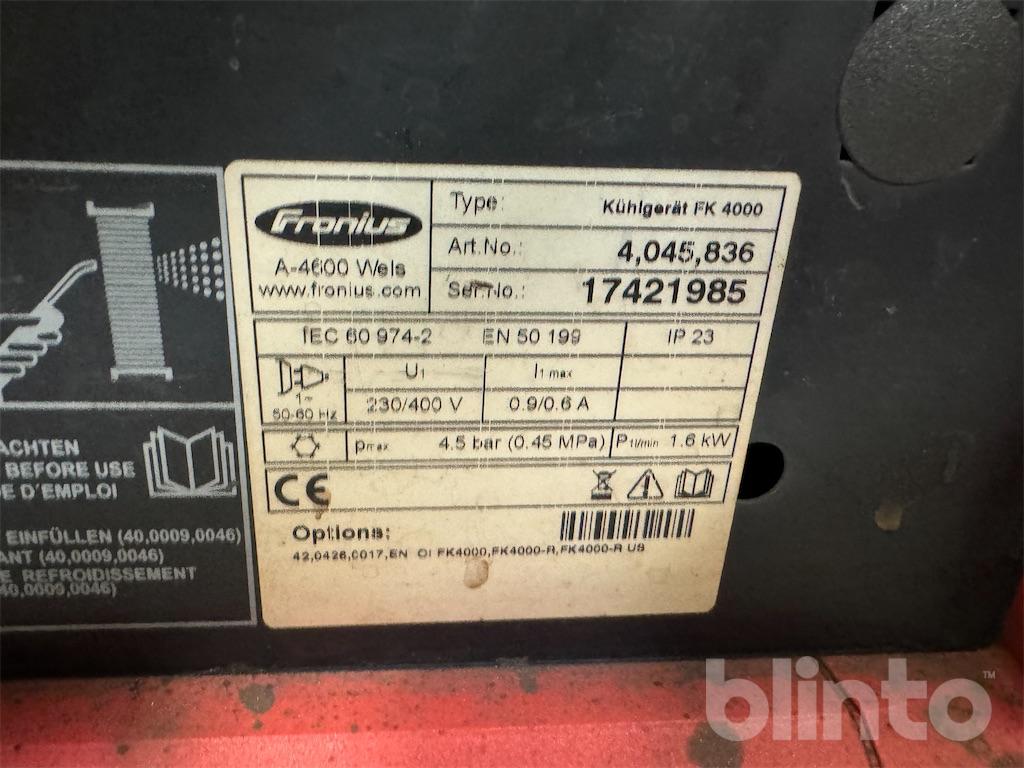 Fronius
A-4600 Wels
www.fronius.com
Type: Kühlgerät FK 4000
Art.No.: 4,045,836
Ser.No.: 17421985
IEC 60 974-2 EN 50 199 IP 23
U1 I1 max
1~
50-60 Hz 230/400 V 0.9/0.6 A
pmax 4.5 bar (0.45 MPa) P1l/min 1.6 kW
CE
Options:
42,0426,0017,EN OI FK4000,FK4000-R,FK4000-R US
ACHTEN
BEFORE USE
E D'EMPLOI
EINFÜLLEN (40,0009,0046)
ANT (40,0009,0046)
E REFROIDISSEMENT
40,0009,0046)
blinto™